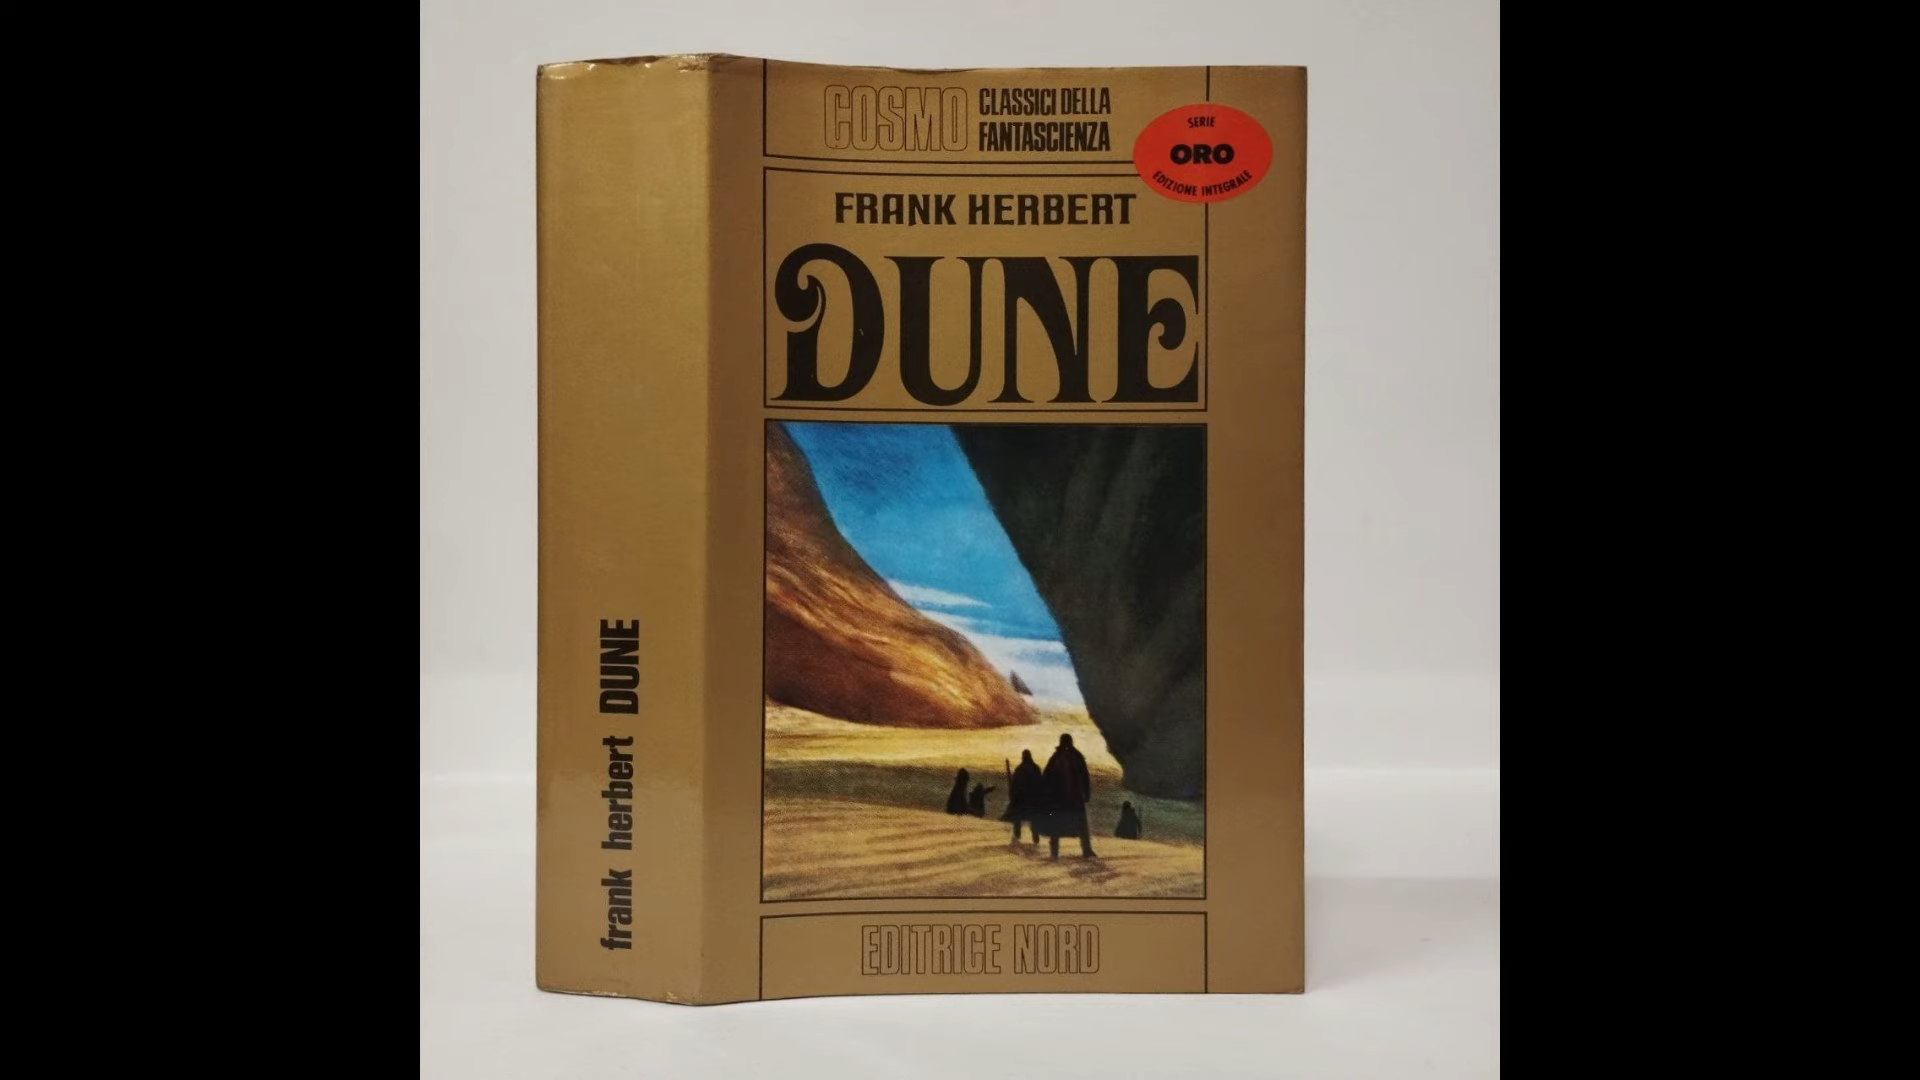 COSMO
CLASSICI DELLA
FANTASCIENZA
SERIE
ORO
EDIZIONE INTEGRALE
FRANK HERBERT
DUNE
EDITRICE NORD
frank herbert DUNE